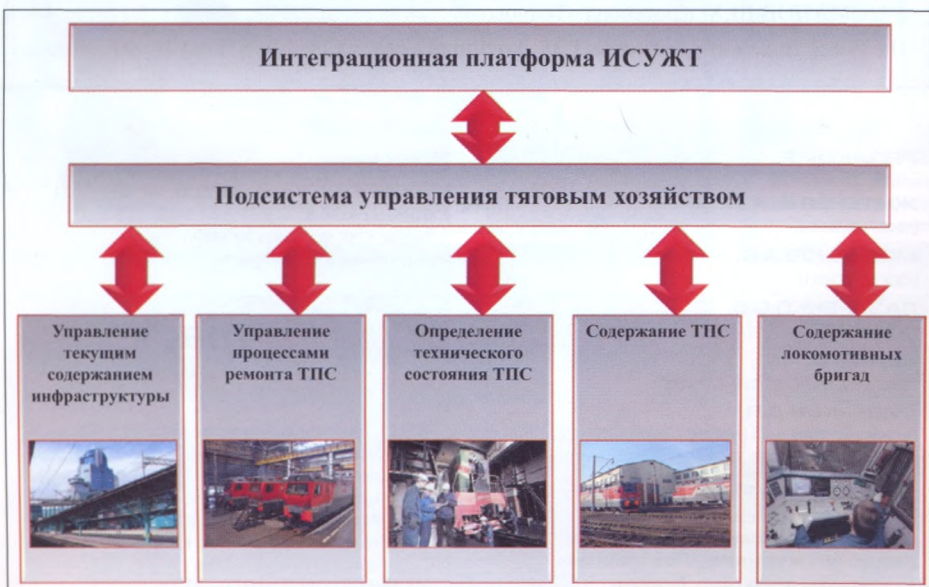 Интеграционная платформа ИСУЖТ
Подсистема управления тяговым хозяйством
Управление
текущим
содержанием
инфраструктуры
Управление
процессами
ремонта ТПС
Определение
технического
состояния ТПС
Содержание ТПС
Содержание
локомотивных
бригад